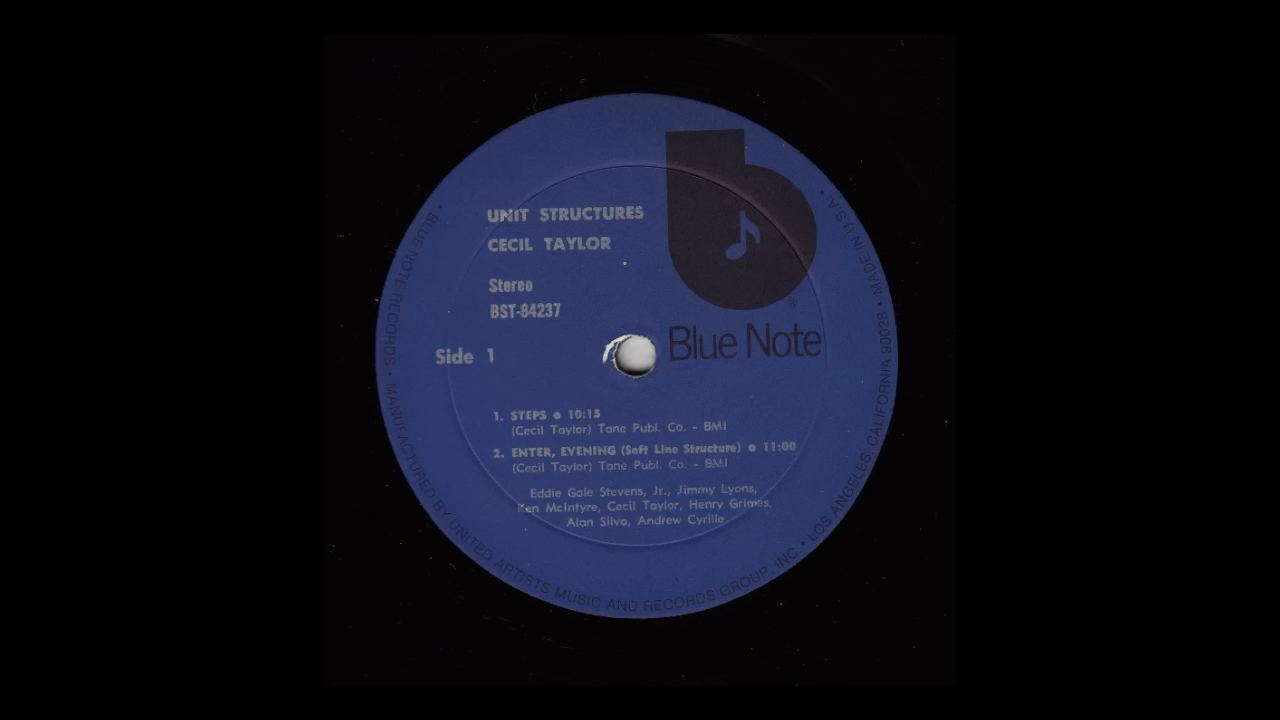 UNIT STRUCTURES
CECIL TAYLOR
Stereo
BST-84237
Side 1
Blue Note
®
1. STEPS ● 10:15
(Cecil Taylor) Tane Publ. Co. - BMI
2. ENTER, EVENING (Soft Line Structure) ● 11:00
(Cecil Taylor) Tane Publ. Co. - BMI
Eddie Gale Stevens, Jr., Jimmy Lyons,
Ken McIntyre, Cecil Taylor, Henry Grimes,
Alan Silva, Andrew Cyrille
• BLUE NOTE RECORDS • MANUFACTURED BY UNITED ARTISTS MUSIC AND RECORDS GROUP, INC. • LOS ANGELES, CALIFORNIA 90028 • MADE IN U.S.A. •